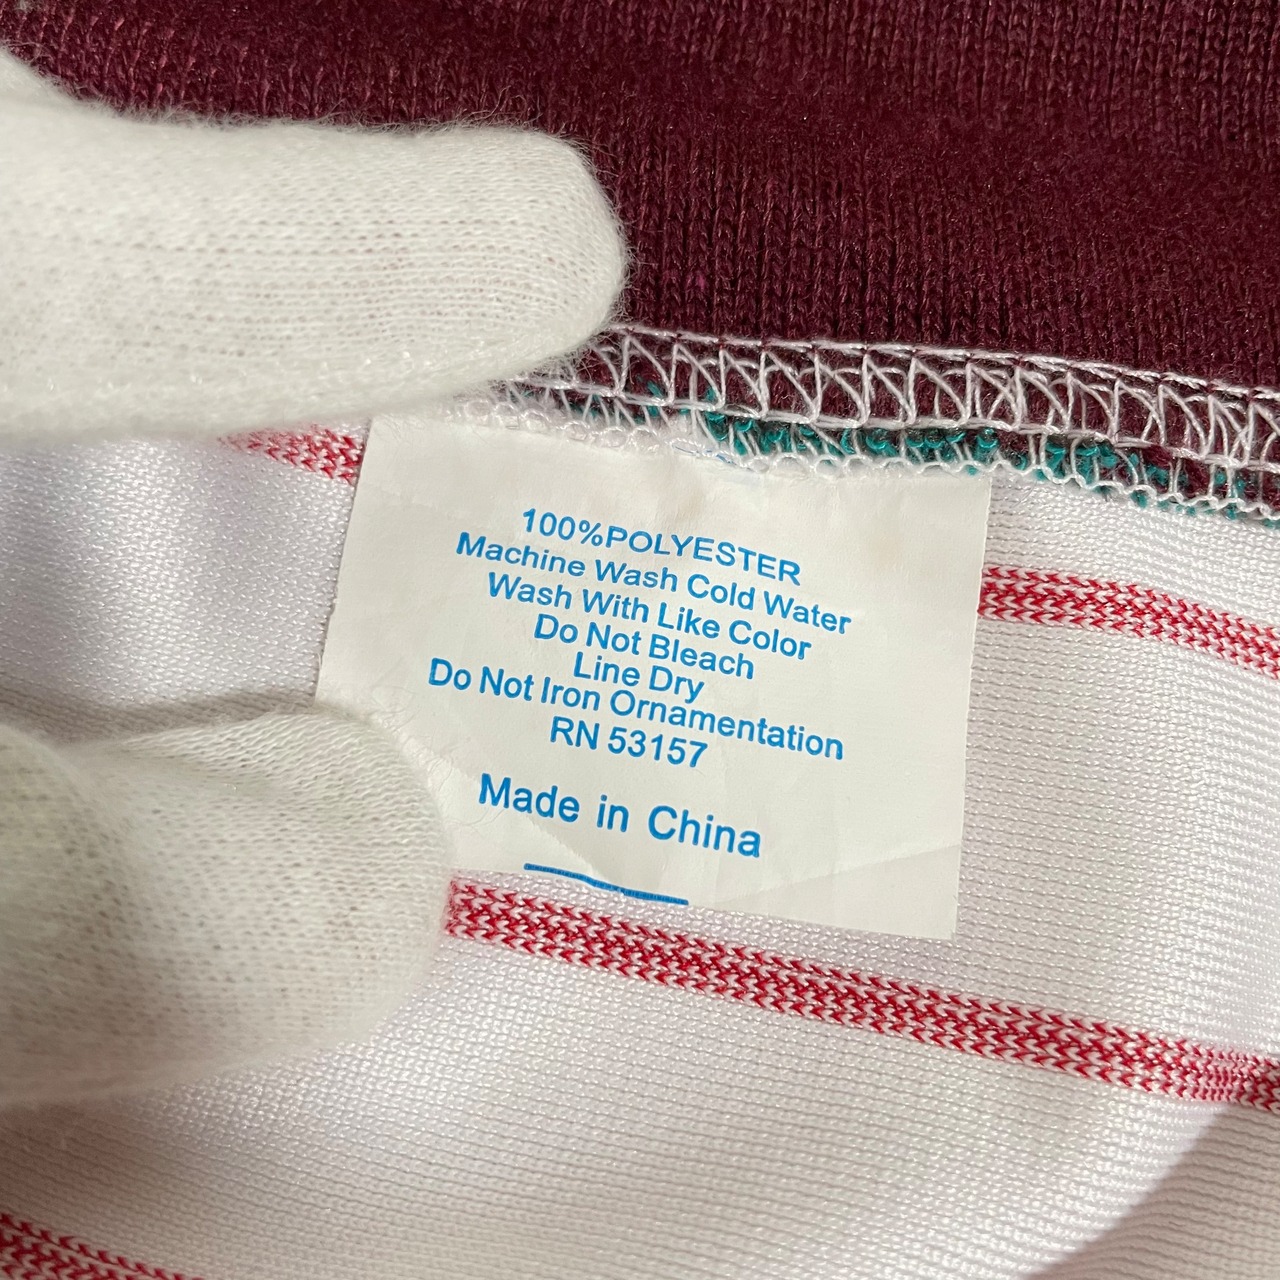 100%POLYESTER
Machine Wash Cold Water
Wash With Like Color
Do Not Bleach
Line Dry
Do Not Iron Ornamentation
RN 53157
Made in China